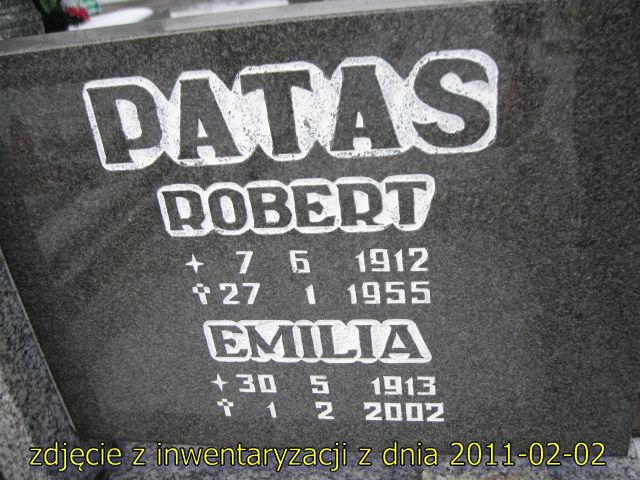 PATAS
ROBERT
7 6 1912
✝ 27 1 1955
EMILIA
30 5 1913
✝ 1 2 2002
zdjęcie z inwentaryzacji z dnia 2011-02-02